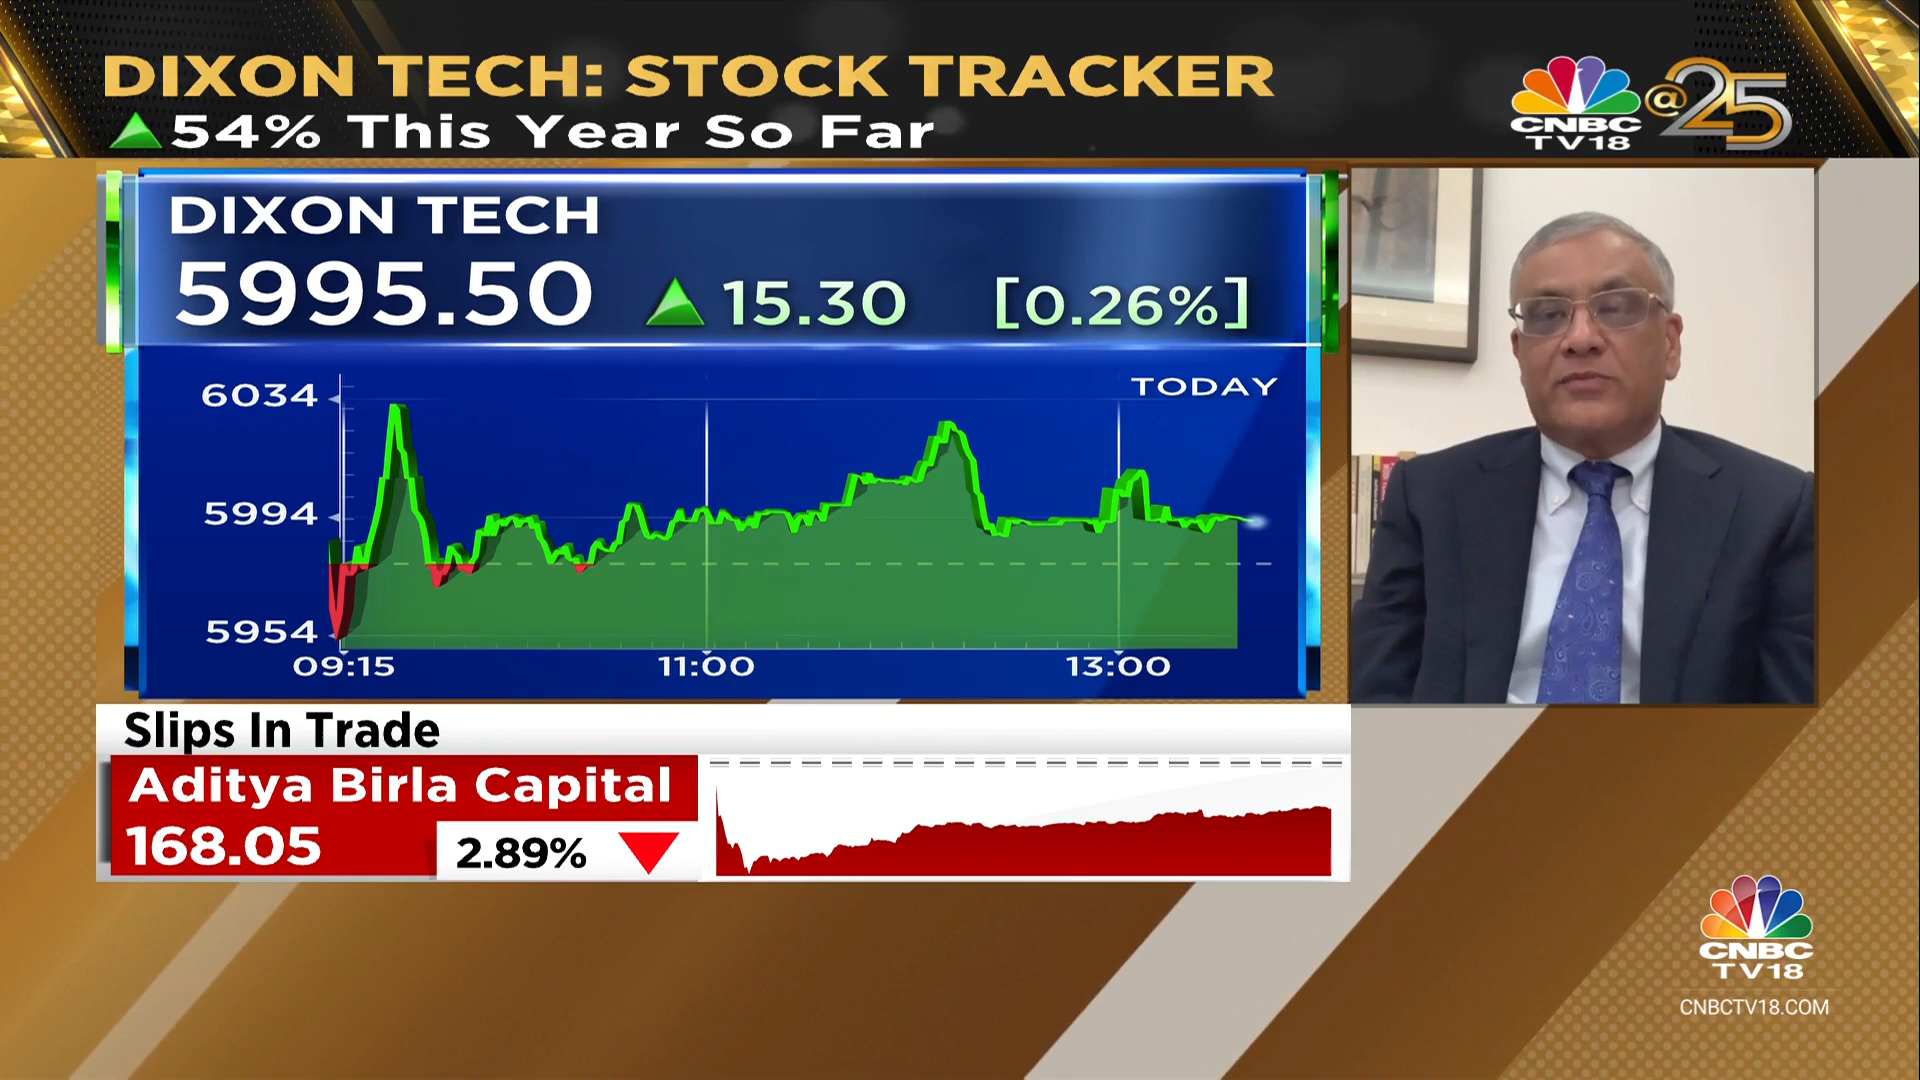 DIXON TECH: STOCK TRACKER
54% This Year So Far
CNBC
TV18
@25
DIXON TECH
5995.50
15.30
[0.26%]
TODAY
6034
5994
5954
09:15
11:00
13:00
Slips In Trade
Aditya Birla Capital
168.05
2.89%
CNBC
TV18
CNBCTV18.COM